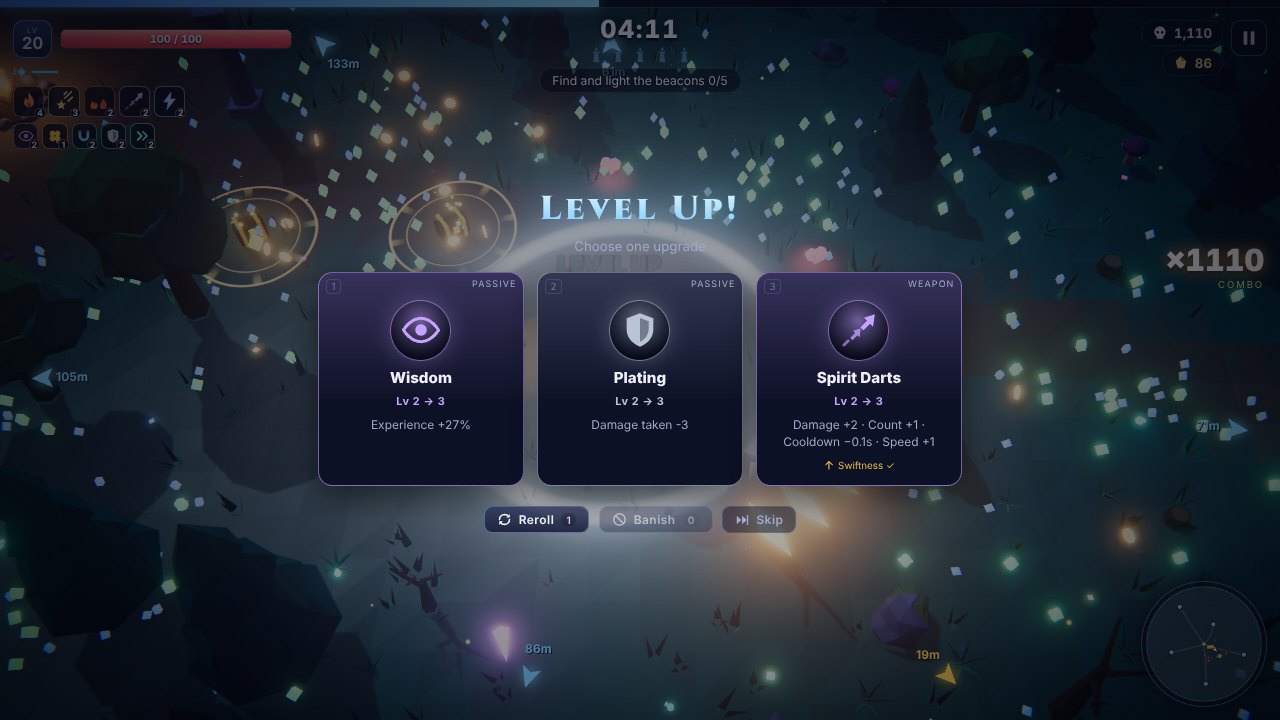 LV
20
100 / 100
133m
4
3
2
2
2
2
1
2
2
2
04:11
Find and light the beacons 0/5
1,110
86
LEVEL UP!
Choose one upgrade
LEVEL UP
×1110
COMBO
105m
71m
1
PASSIVE
Wisdom
Lv 2 → 3
Experience +27%
2
PASSIVE
Plating
Lv 2 → 3
Damage taken -3
3
WEAPON
Spirit Darts
Lv 2 → 3
Damage +2 · Count +1 ·
Cooldown −0.1s · Speed +1
↑ Swiftness ✓
Reroll 1
Banish 0
Skip
86m
19m